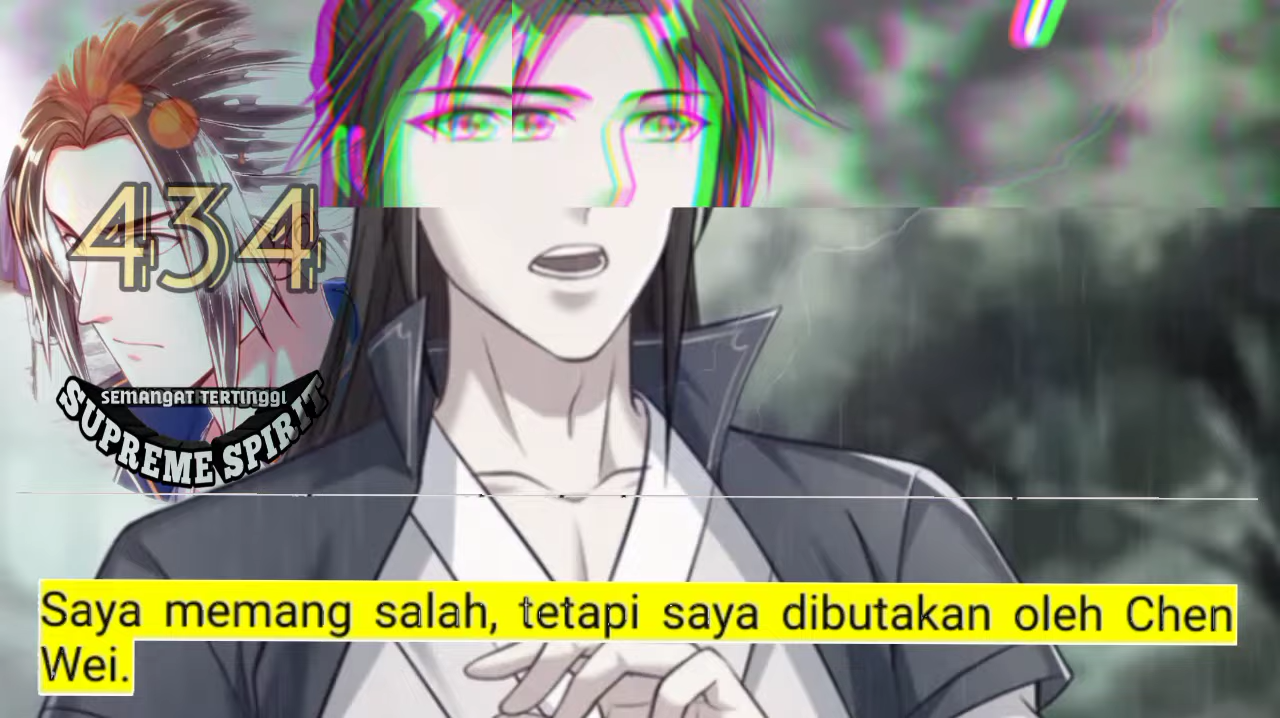 434
SEMANGAT TERTINGGI
SUPREME SPIRIT
Saya memang salah, tetapi saya dibutakan oleh Chen
Wei.